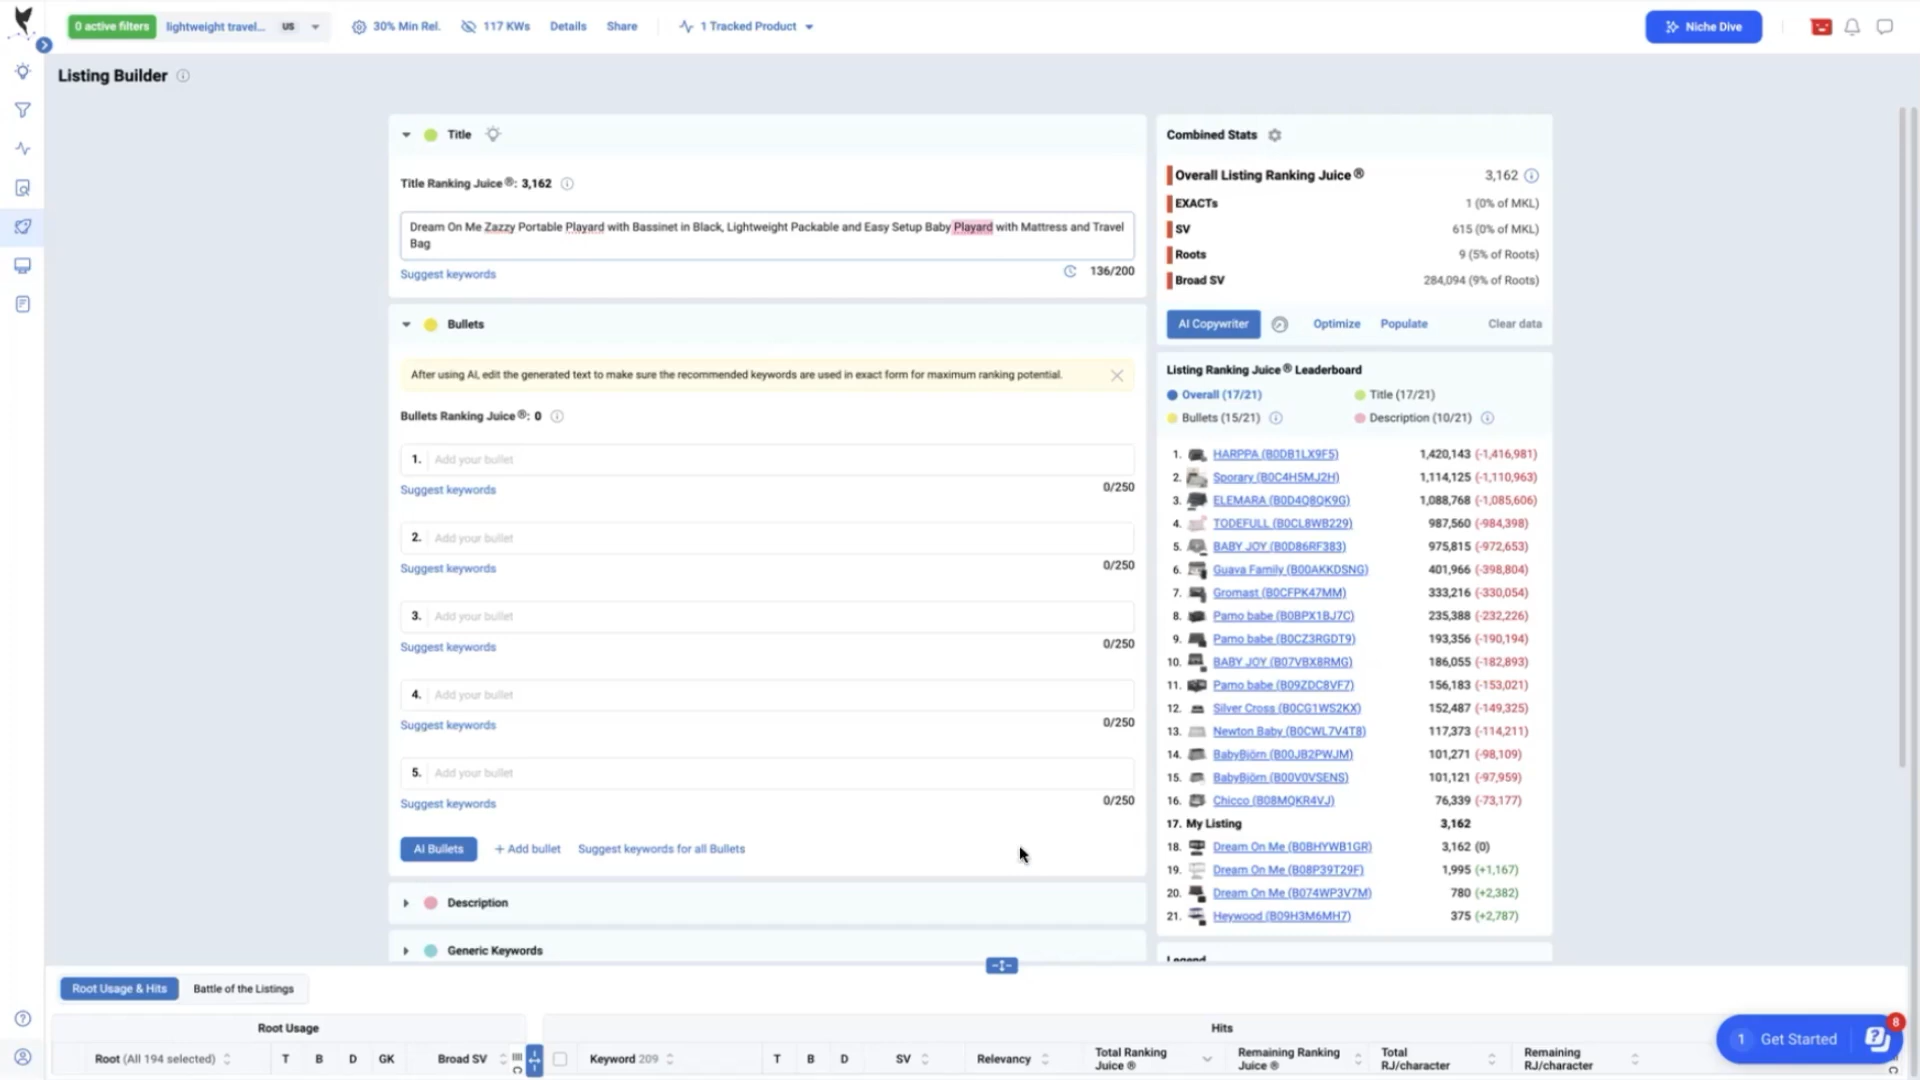 0 active filters lightweight travel... US 30% Min Rel. 117 KWs Details Share 1 Tracked Product Niche Dive
Listing Builder
Title
Title Ranking Juice®: 3,162
Dream On Me Zazzy Portable Playard with Bassinet in Black, Lightweight Packable and Easy Setup Baby Playard with Mattress and Travel
Bag
Suggest keywords 136/200
Bullets
After using AI, edit the generated text to make sure the recommended keywords are used in exact form for maximum ranking potential.
Bullets Ranking Juice®: 0
1. Add your bullet
Suggest keywords 0/250
2. Add your bullet
Suggest keywords 0/250
3. Add your bullet
Suggest keywords 0/250
4. Add your bullet
Suggest keywords 0/250
5. Add your bullet
Suggest keywords 0/250
AI Bullets + Add bullet Suggest keywords for all Bullets
Description
Generic Keywords
Combined Stats
Overall Listing Ranking Juice® 3,162
EXACTs 1 (0% of MKL)
SV 615 (0% of MKL)
Roots 9 (5% of Roots)
Broad SV 284,094 (9% of Roots)
AI Copywriter Optimize Populate Clear data
Listing Ranking Juice® Leaderboard
Overall (17/21) Title (17/21)
Bullets (15/21) Description (10/21)
1. HARPPA (B0DB1LX9F5) 1,420,143 (-1,416,981)
2. Sporary (B0C4H5MJ2H) 1,114,125 (-1,110,963)
3. ELEMARA (B0D4Q8QK9G) 1,088,768 (-1,085,606)
4. TODEFULL (B0CL8WB229) 987,560 (-984,398)
5. BABY JOY (B0D86RF383) 975,815 (-972,653)
6. Guava Family (B00AKKDSNG) 401,966 (-398,804)
7. Gromast (B0CFPK47MM) 333,216 (-330,054)
8. Pamo babe (B0BPX1BJ7C) 235,388 (-232,226)
9. Pamo babe (B0CZ3RGDT9) 193,356 (-190,194)
10. BABY JOY (B07VBX8RMG) 186,055 (-182,893)
11. Pamo babe (B09ZDC8VF7) 156,183 (-153,021)
12. Silver Cross (B0CG1WS2KX) 152,487 (-149,325)
13. Newton Baby (B0CWL7V4T8) 117,373 (-114,211)
14. BabyBjörn (B00JB2PWJM) 101,271 (-98,109)
15. BabyBjörn (B00V0VSENS) 101,121 (-97,959)
16. Chicco (B08MQKR4VJ) 76,339 (-73,177)
17. My Listing 3,162
18. Dream On Me (B0BHYWB1GR) 3,162 (0)
19. Dream On Me (B08P39T29F) 1,995 (+1,167)
20. Dream On Me (B074WP3V7M) 780 (+2,382)
21. Heywood (B09H3M6MH7) 375 (+2,787)
Legend
Root Usage & Hits Battle of the Listings
Root Usage Hits
Root (All 194 selected) T B D GK Broad SV Keyword 209 T B D SV Relevancy Total Ranking Juice® Remaining Ranking Juice® Total RJ/character Remaining RJ/character
1 Get Started 8